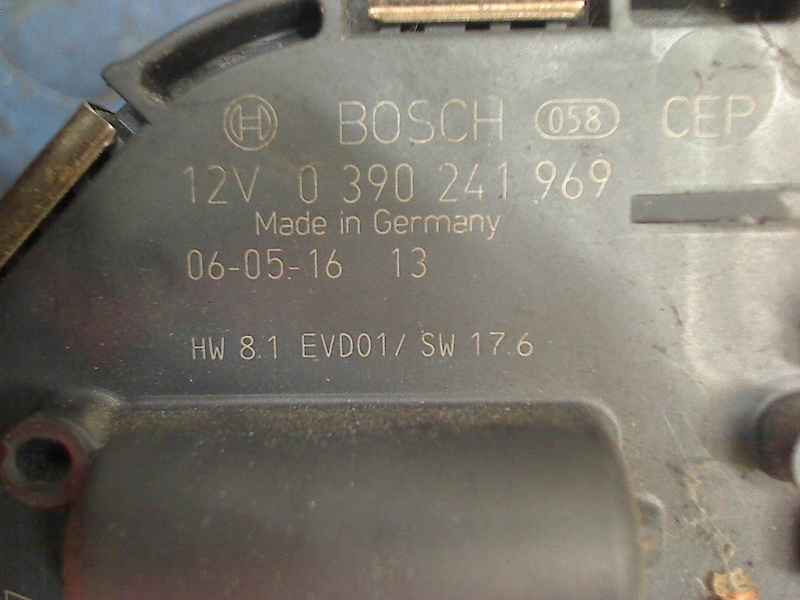 BOSCH 058 CEP
12V 0 390 241 969
Made in Germany
06-05-16 13
HW 8.1 EVD01/ SW 17.6